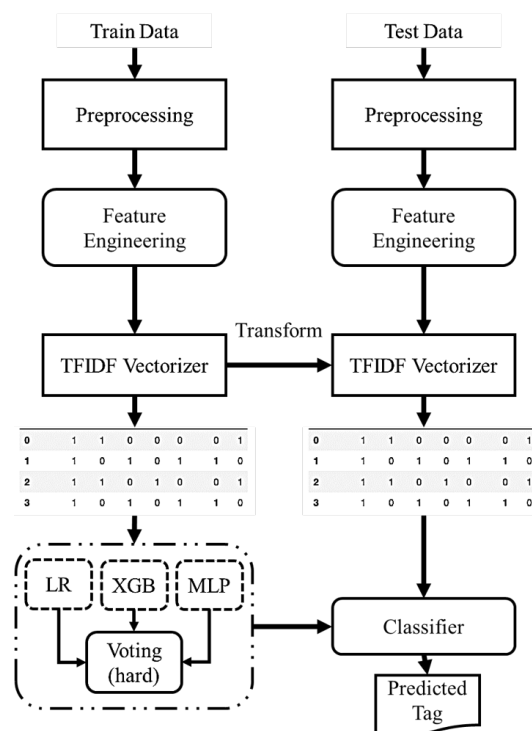 Train Data
Test Data
Preprocessing
Preprocessing
Feature
Engineering
Feature
Engineering
Transform
TFIDF Vectorizer
TFIDF Vectorizer
0 1 1 0 0 0 0 1
1 1 0 1 0 1 1 0
2 1 1 0 1 0 0 1
3 1 0 1 0 1 1 0
0 1 1 0 0 0 0 1
1 1 0 1 0 1 1 0
2 1 1 0 1 0 0 1
3 1 0 1 0 1 1 0
LR XGB MLP
Voting
(hard)
Classifier
Predicted
Tag